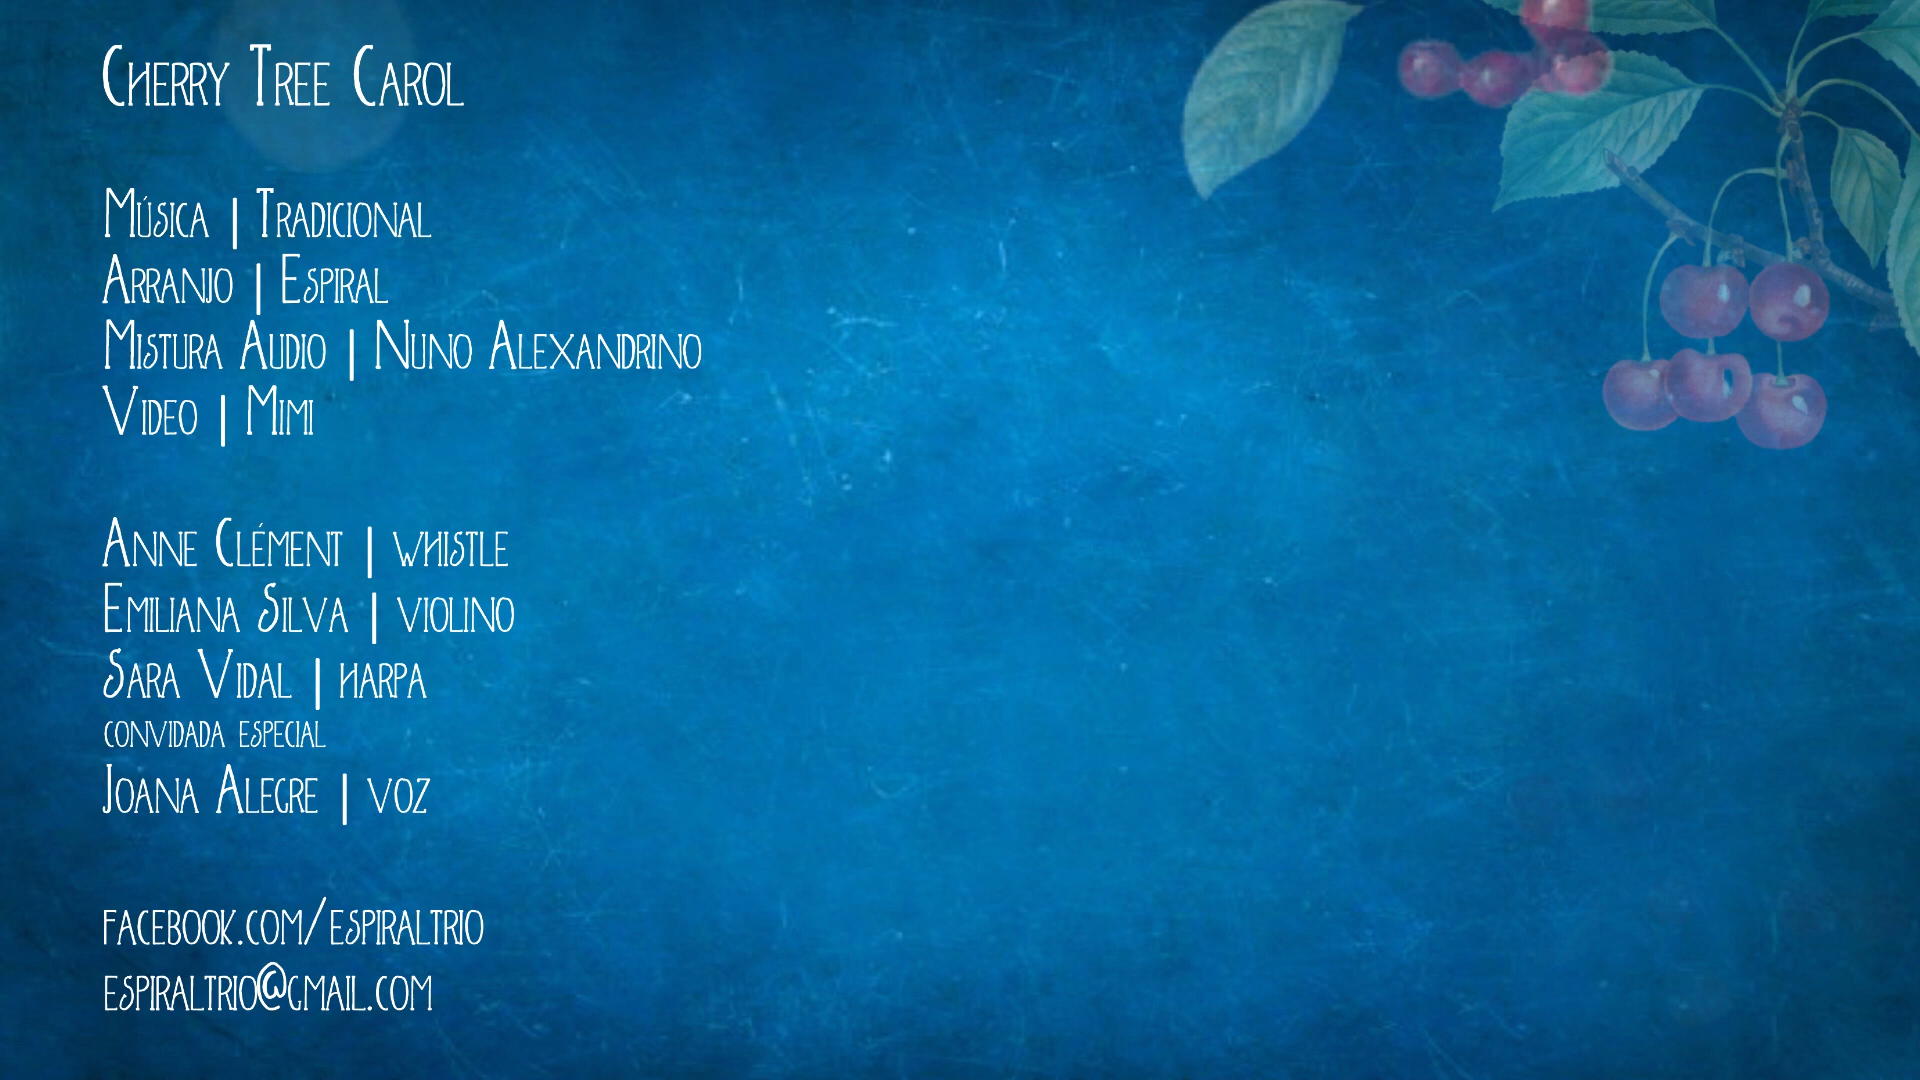 Cherry Tree Carol
Música | Tradicional
Arranjo | Espiral
Mistura Audio | Nuno Alexandrino
Video | Mimi
Anne Clément | whistle
Emiliana Silva | violino
Sara Vidal | harpa
convidada especial
Joana Alegre | voz
facebook.com/espiraltrio
espiraltrio@gmail.com